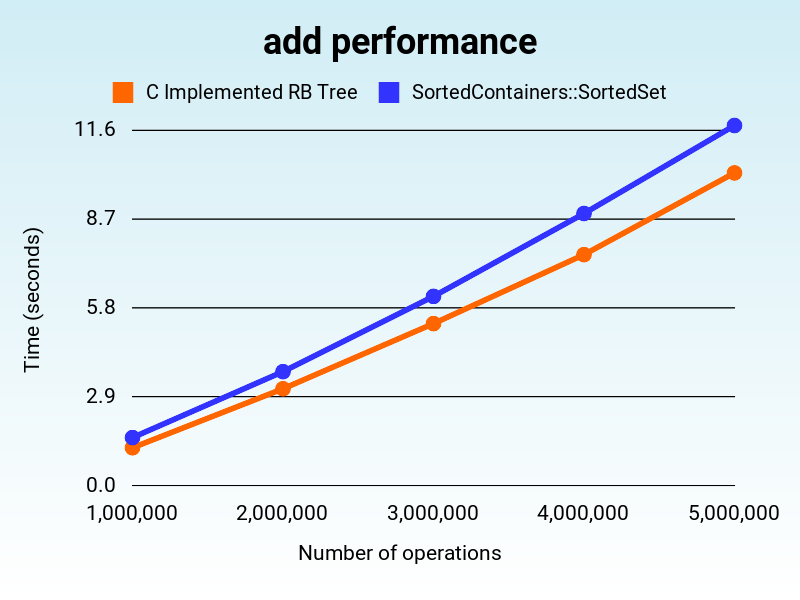 add performance
C Implemented RB Tree SortedContainers::SortedSet
11.6
8.7
5.8
2.9
0.0
Time (seconds)
1,000,000 2,000,000 3,000,000 4,000,000 5,000,000
Number of operations